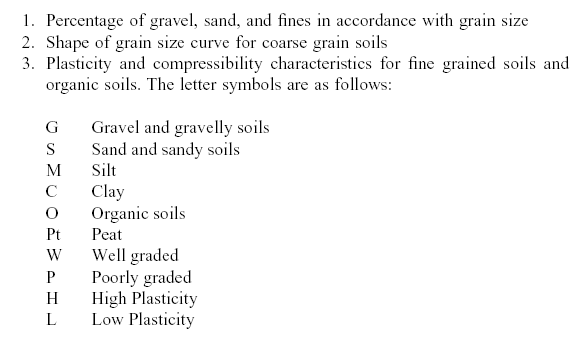 1. Percentage of gravel, sand, and fines in accordance with grain size
2. Shape of grain size curve for coarse grain soils
3. Plasticity and compressibility characteristics for fine grained soils and
organic soils. The letter symbols are as follows:
G Gravel and gravelly soils
S Sand and sandy soils
M Silt
C Clay
O Organic soils
Pt Peat
W Well graded
P Poorly graded
H High Plasticity
L Low Plasticity